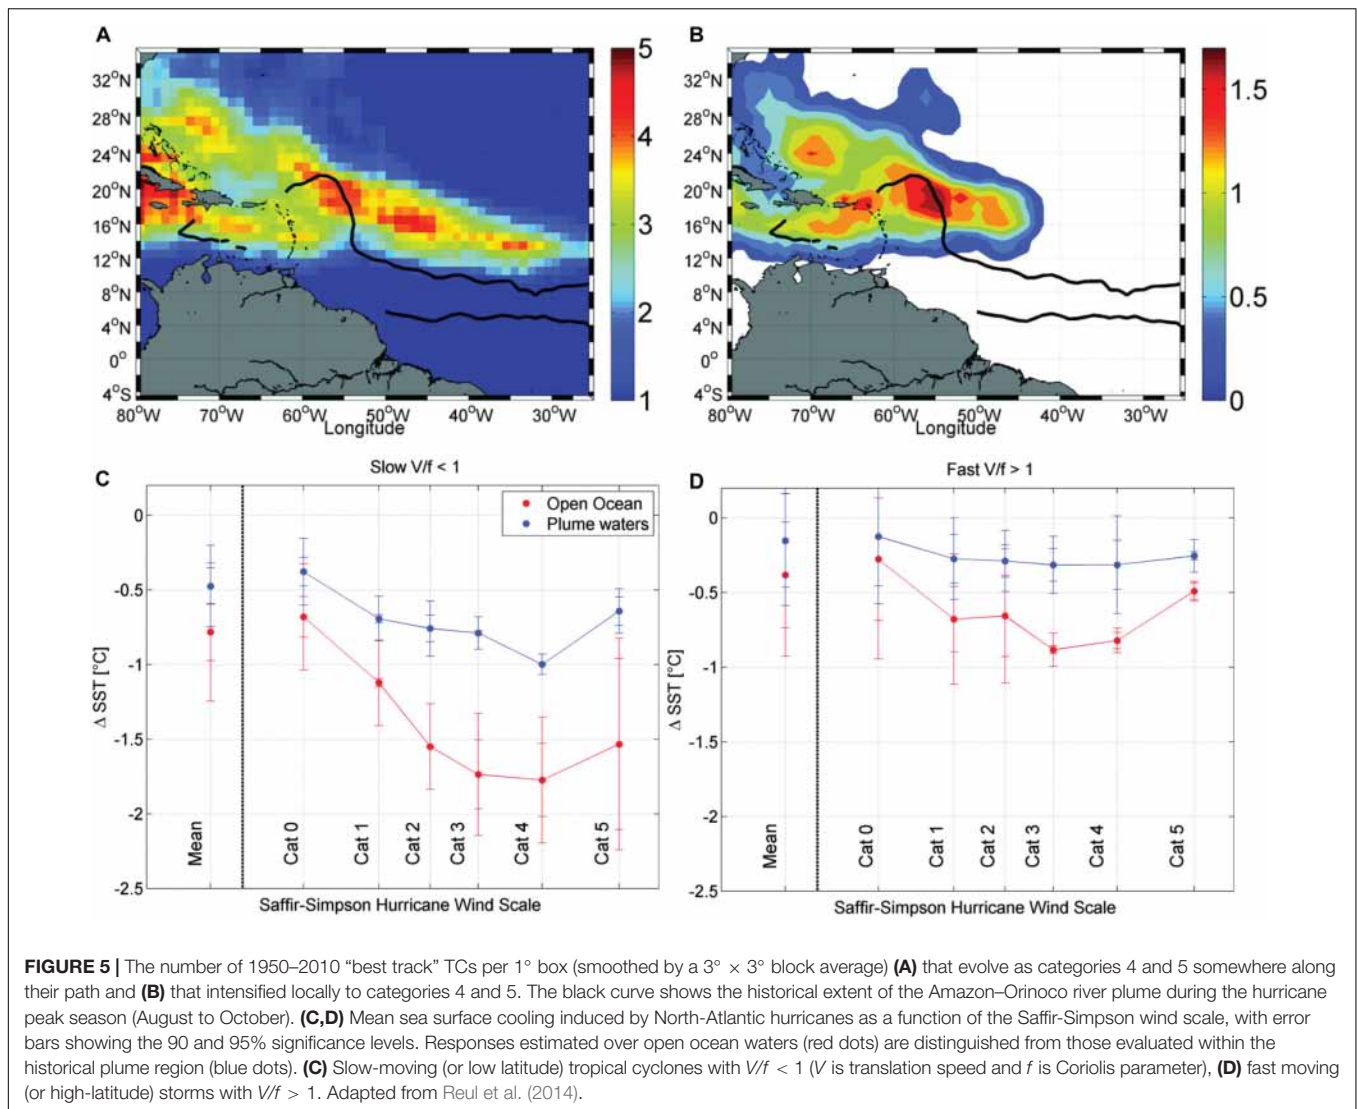 A
B
32°N
28°N
24°N
20°N
16°N
12°N
8°N
4°N
0°
4°S
80°W
70°W
60°W
50°W
40°W
30°W
Longitude
5
4
3
2
1
32°N
28°N
24°N
20°N
16°N
12°N
8°N
4°N
0°
4°S
80°W
70°W
60°W
50°W
40°W
30°W
Longitude
1.5
1
0.5
0
C
Slow V/f < 1
Open Ocean
Plume waters
0
-0.5
-1
-1.5
-2
-2.5
Δ SST [°C]
Mean
Cat 0
Cat 1
Cat 2
Cat 3
Cat 4
Cat 5
Saffir-Simpson Hurricane Wind Scale
D
Fast V/f > 1
0
-0.5
-1
-1.5
-2
-2.5
Δ SST [°C]
Mean
Cat 0
Cat 1
Cat 2
Cat 3
Cat 4
Cat 5
Saffir-Simpson Hurricane Wind Scale
FIGURE 5 | The number of 1950–2010 “best track” TCs per 1° box (smoothed by a 3° × 3° block average) (A) that evolve as categories 4 and 5 somewhere along
their path and (B) that intensified locally to categories 4 and 5. The black curve shows the historical extent of the Amazon–Orinoco river plume during the hurricane
peak season (August to October). (C,D) Mean sea surface cooling induced by North-Atlantic hurricanes as a function of the Saffir-Simpson wind scale, with error
bars showing the 90 and 95% significance levels. Responses estimated over open ocean waters (red dots) are distinguished from those evaluated within the
historical plume region (blue dots). (C) Slow-moving (or low latitude) tropical cyclones with V/f < 1 (V is translation speed and f is Coriolis parameter), (D) fast moving
(or high-latitude) storms with V/f > 1. Adapted from Reul et al. (2014).